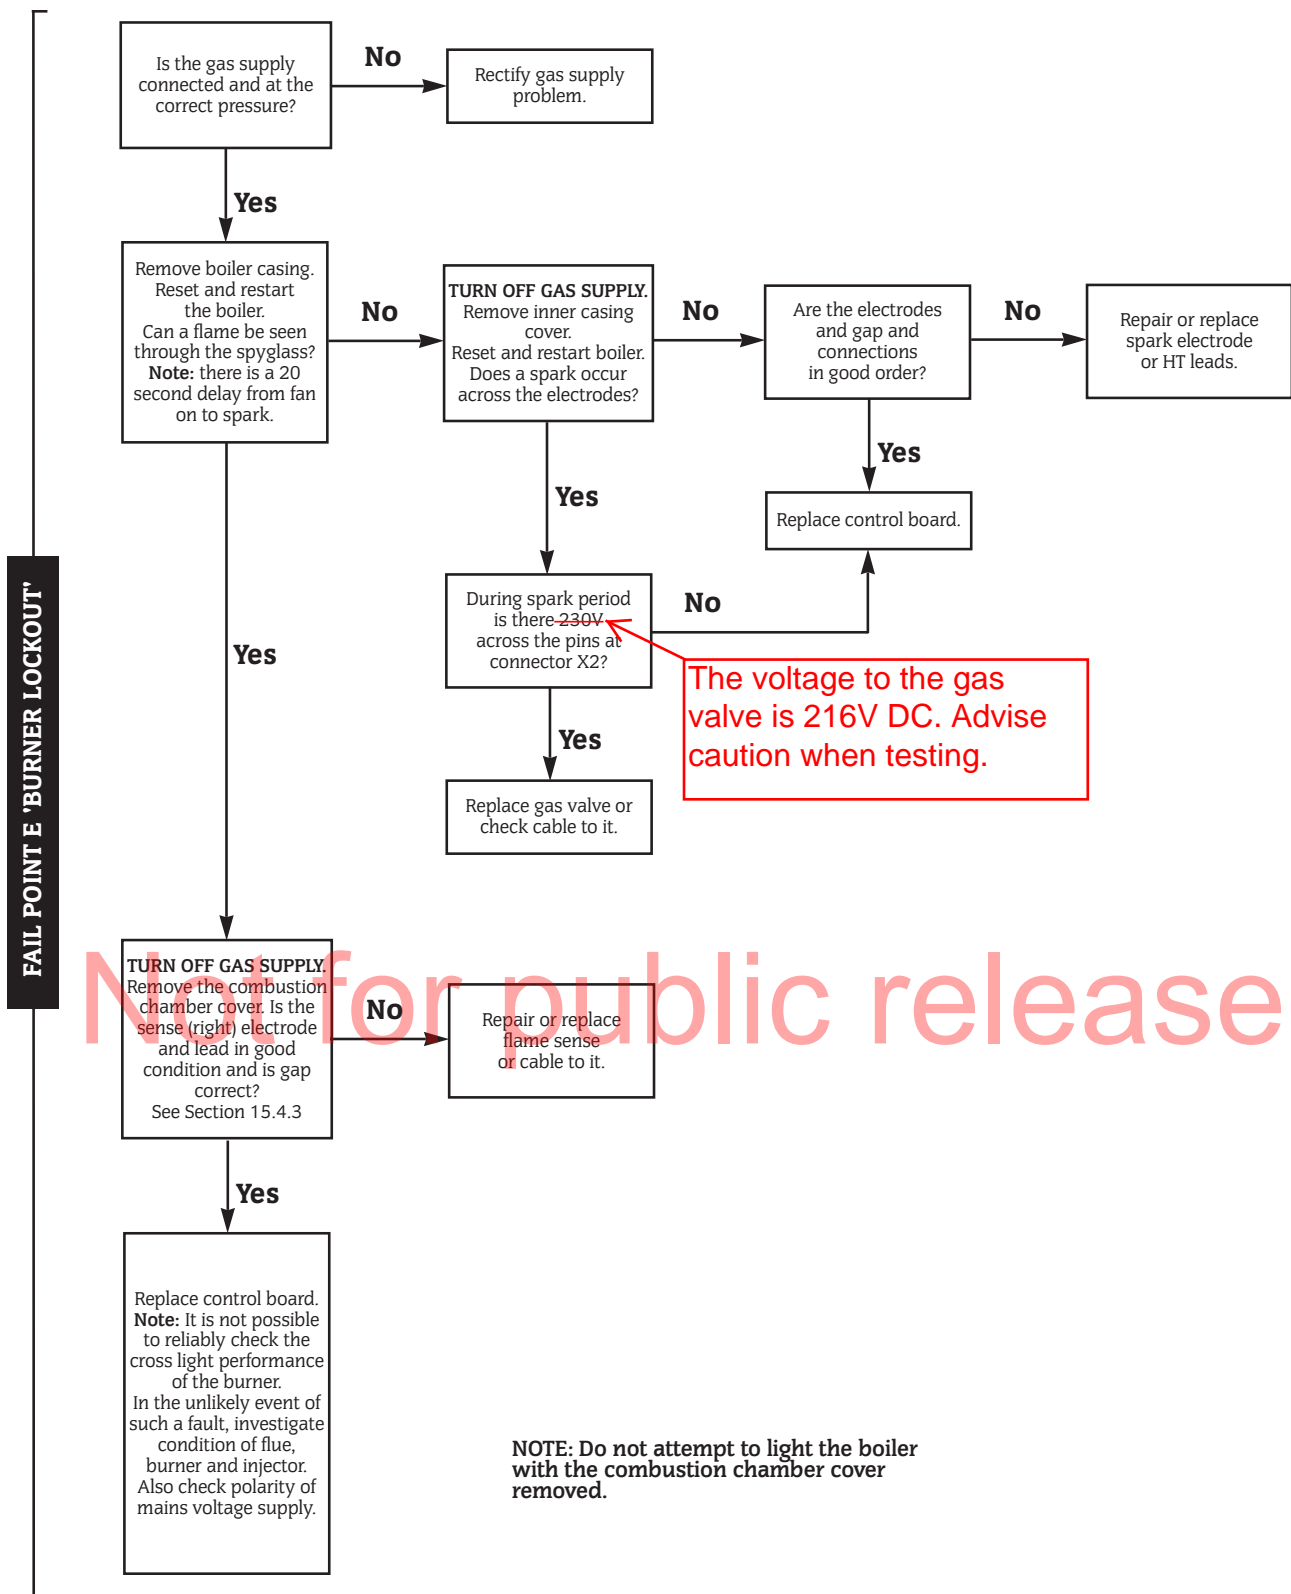 FAIL POINT E 'BURNER LOCKOUT'
Is the gas supply
connected and at the
correct pressure?
No
Rectify gas supply
problem.
Yes
Remove boiler casing.
Reset and restart
the boiler.
Can a flame be seen
through the spyglass?
Note: there is a 20
second delay from fan
on to spark.
No
TURN OFF GAS SUPPLY.
Remove inner casing
cover.
Reset and restart boiler.
Does a spark occur
across the electrodes?
No
Are the electrodes
and gap and
connections
in good order?
No
Repair or replace
spark electrode
or HT leads.
Yes
Replace control board.
Yes
During spark period
is there 230V
across the pins at
connector X2?
No
The voltage to the gas
valve is 216V DC. Advise
caution when testing.
Yes
Replace gas valve or
check cable to it.
Yes
TURN OFF GAS SUPPLY.
Remove the combustion
chamber cover. Is the
sense (right) electrode
and lead in good
condition and is gap
correct?
See Section 15.4.3
No
Repair or replace
flame sense
or cable to it.
Not for public release
Yes
Replace control board.
Note: It is not possible
to reliably check the
cross light performance
of the burner.
In the unlikely event of
such a fault, investigate
condition of flue,
burner and injector.
Also check polarity of
mains voltage supply.
NOTE: Do not attempt to light the boiler
with the combustion chamber cover
removed.